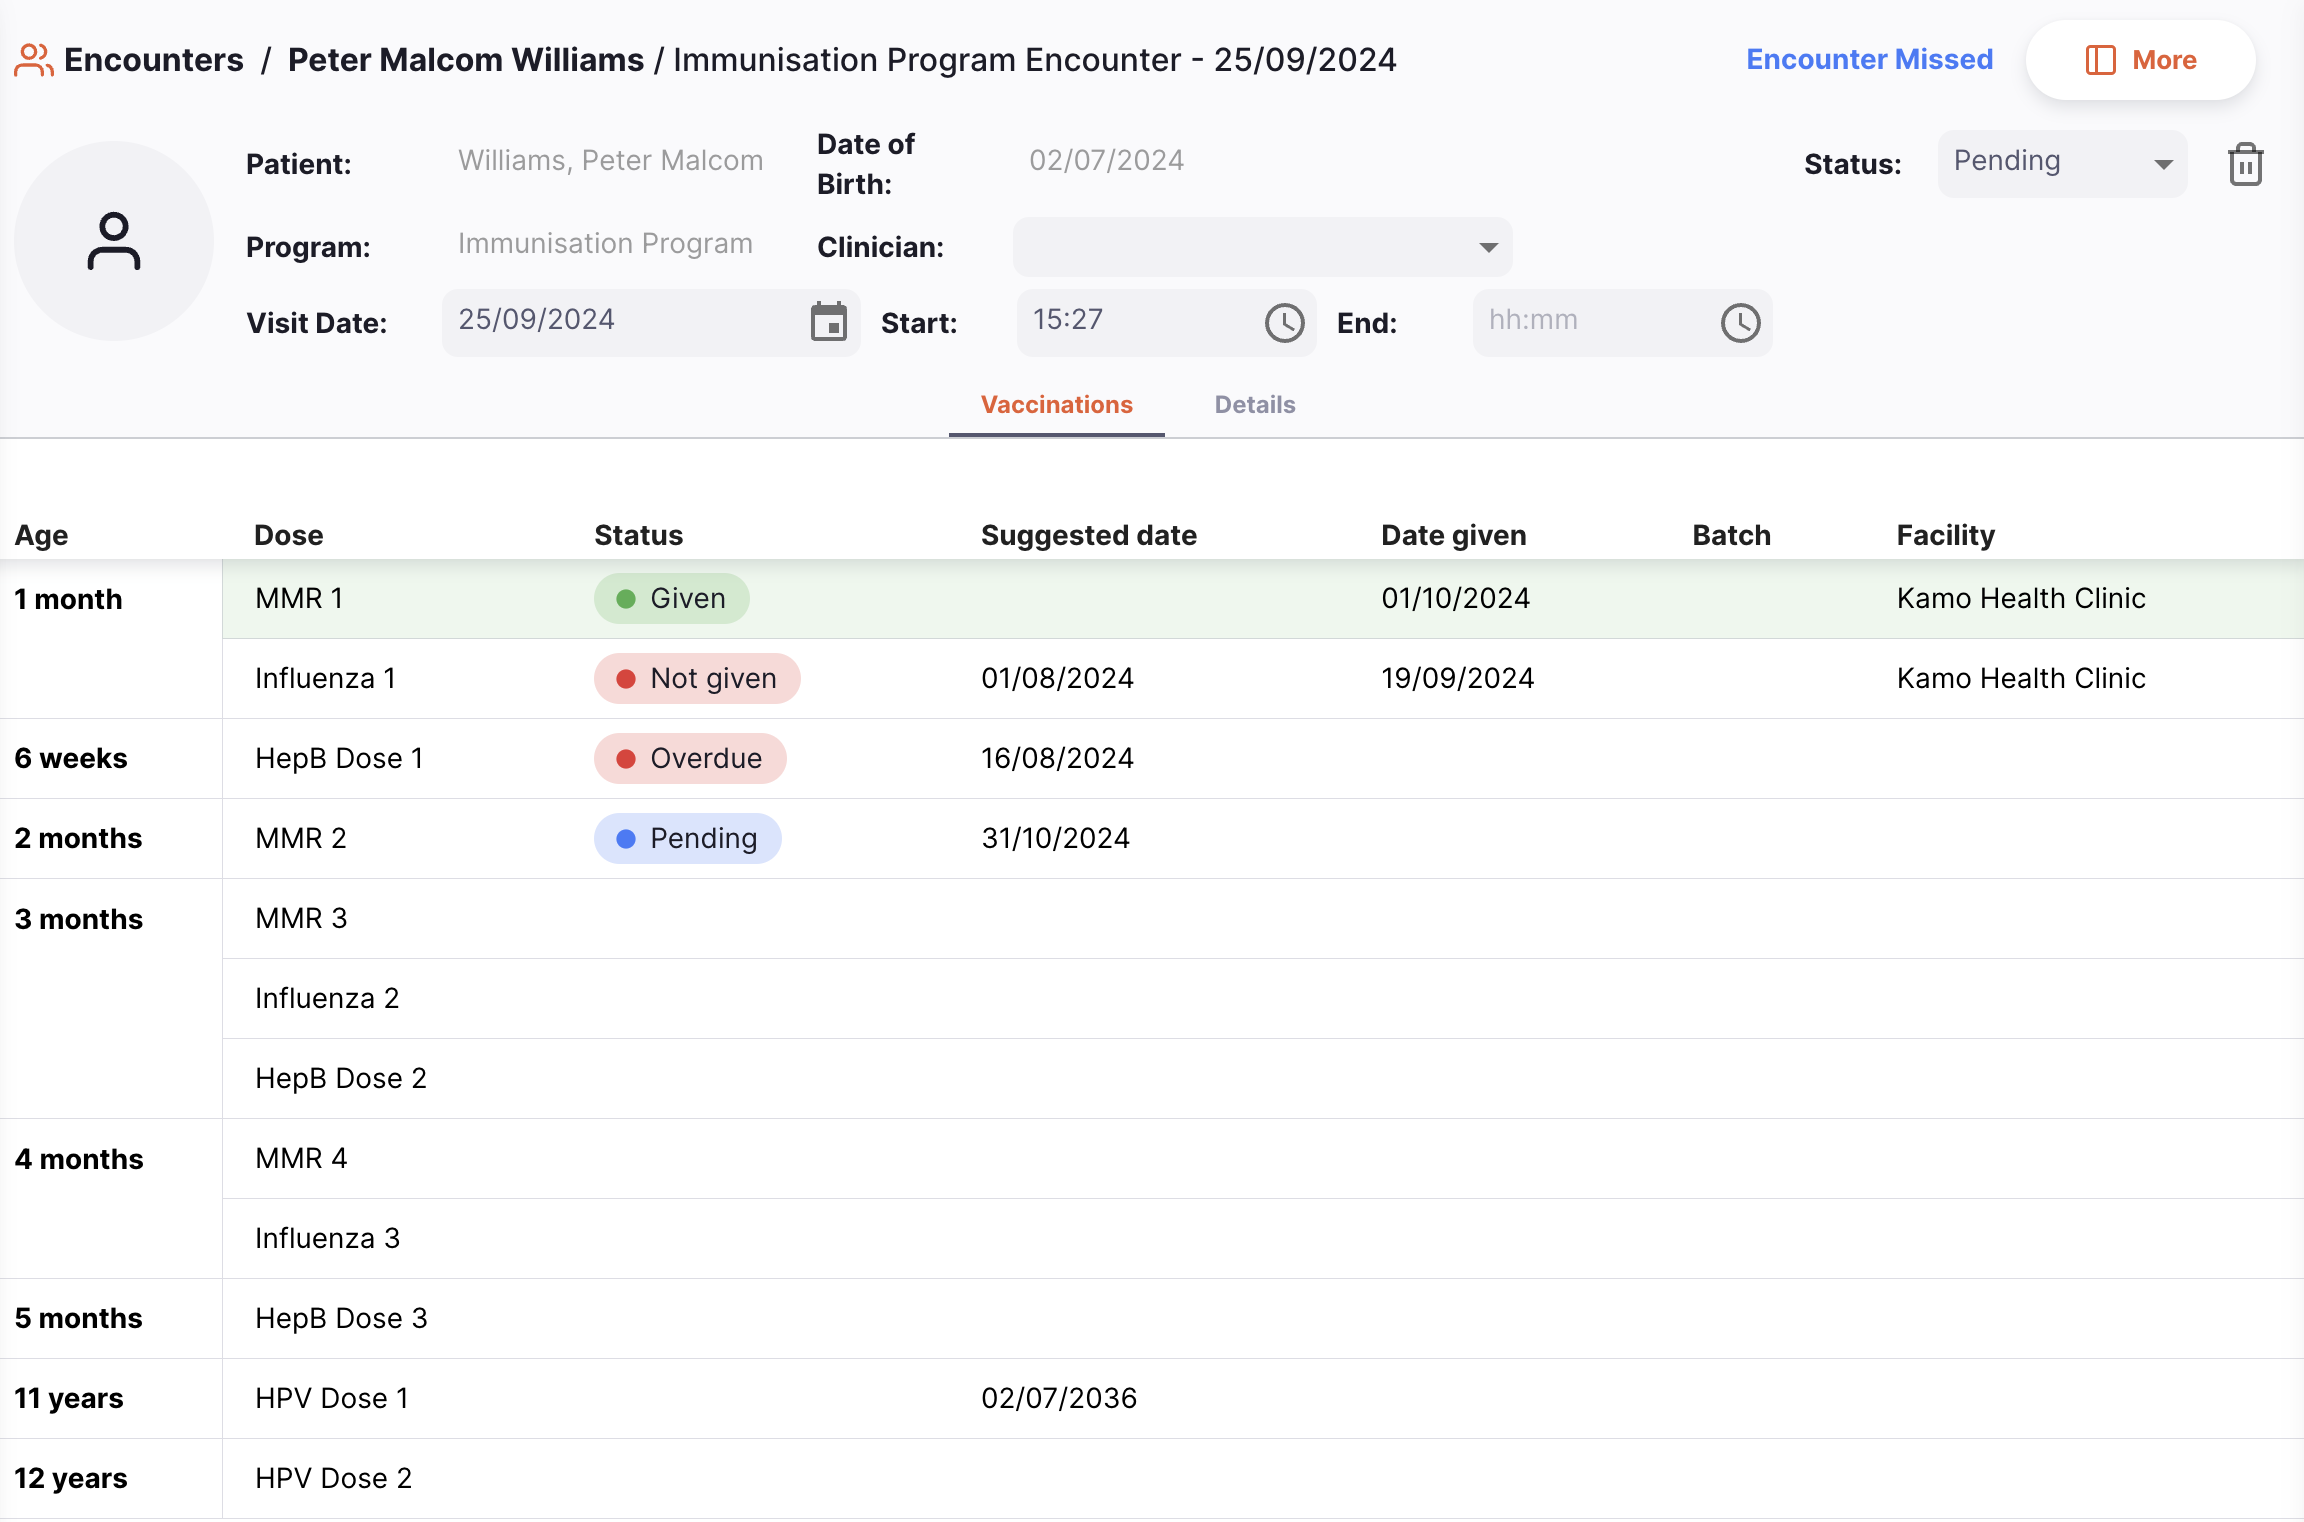 Encounters / Peter Malcom Williams / Immunisation Program Encounter - 25/09/2024 Encounter Missed More
Patient: Williams, Peter Malcom Date of Birth: 02/07/2024 Status: Pending
Program: Immunisation Program Clinician:
Visit Date: 25/09/2024 Start: 15:27 End: hh:mm
Vaccinations Details
Age Dose Status Suggested date Date given Batch Facility
1 month MMR 1 Given 01/10/2024 Kamo Health Clinic
Influenza 1 Not given 01/08/2024 19/09/2024 Kamo Health Clinic
6 weeks HepB Dose 1 Overdue 16/08/2024
2 months MMR 2 Pending 31/10/2024
3 months MMR 3
Influenza 2
HepB Dose 2
4 months MMR 4
Influenza 3
5 months HepB Dose 3
11 years HPV Dose 1 02/07/2036
12 years HPV Dose 2